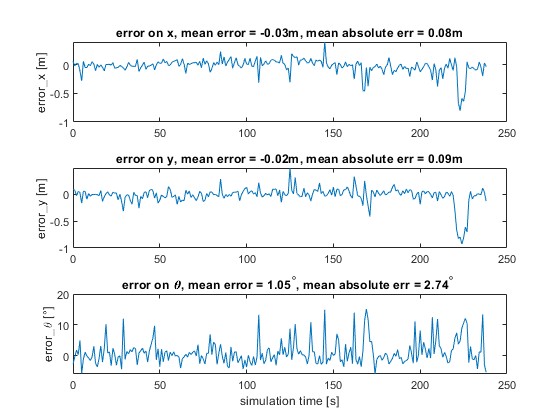 error on x, mean error = -0.03m, mean absolute err = 0.08m
error_x [m]
0
-0.5
-1
0 50 100 150 200 250
error on y, mean error = -0.02m, mean absolute err = 0.09m
error_y [m]
0
-0.5
-1
0 50 100 150 200 250
error on θ, mean error = 1.05°, mean absolute err = 2.74°
error_θ [°]
20
10
0
0 50 100 150 200 250
simulation time [s]